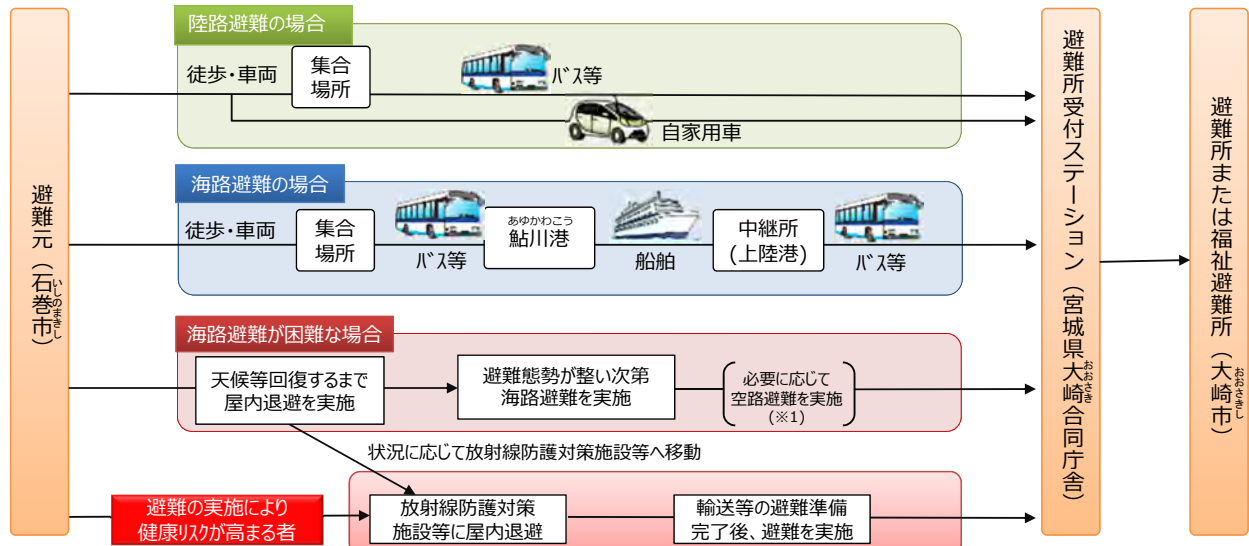 避難元（石巻市）
いしのまきし
陸路避難の場合
徒歩・車両
集合
場所
バス等
自家用車
海路避難の場合
徒歩・車両
集合
場所
バス等
あゆかわこう
鮎川港
船舶
中継所
(上陸港)
バス等
海路避難が困難な場合
天候等回復するまで
屋内退避を実施
避難態勢が整い次第
海路避難を実施
必要に応じて
空路避難を実施
(※1)
状況に応じて放射線防護対策施設等へ移動
避難の実施により
健康リスクが高まる者
放射線防護対策
施設等に屋内退避
輸送等の避難準備
完了後、避難を実施
避難所受付ステーション（宮城県大崎合同庁舎）
おおさき
避難所または福祉避難所（大崎市）
おおさきし